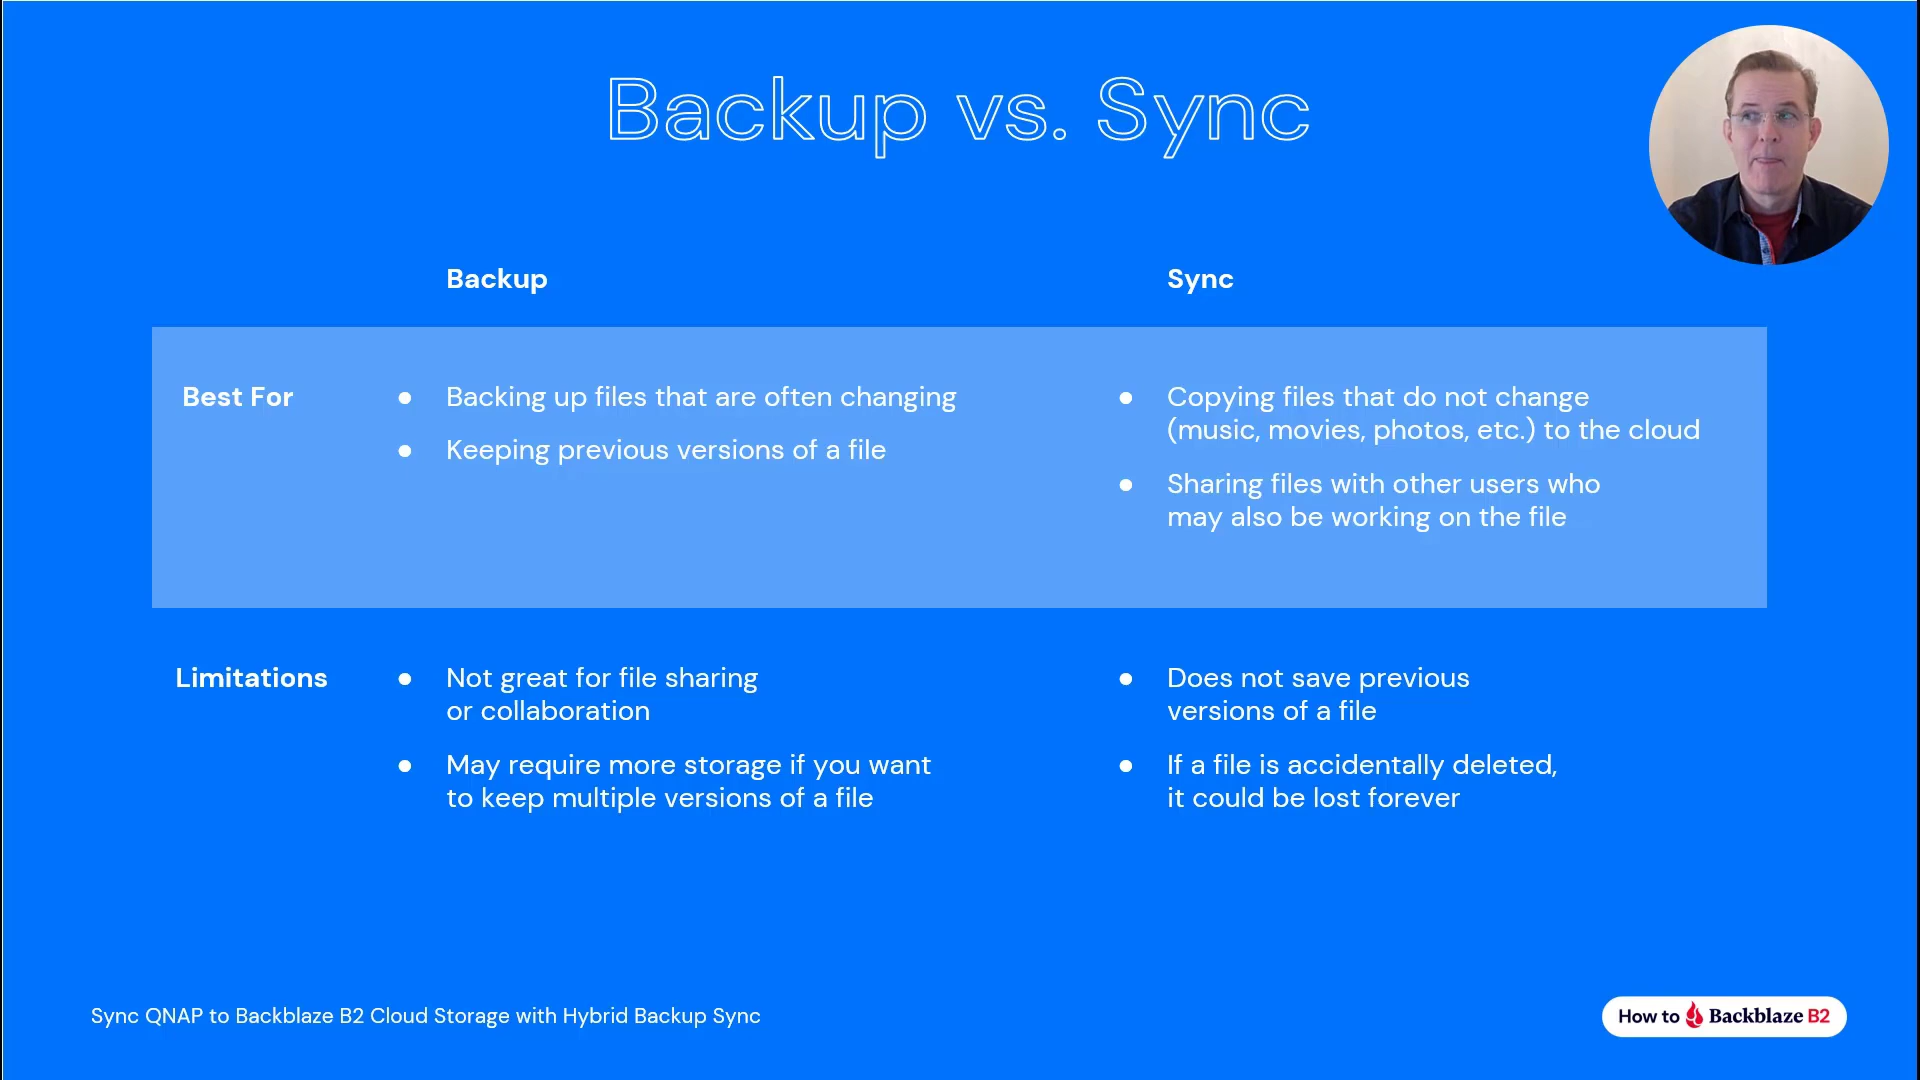 Backup vs. Sync
Backup
Sync
Best For
Backing up files that are often changing
Keeping previous versions of a file
Copying files that do not change
(music, movies, photos, etc.) to the cloud
Sharing files with other users who
may also be working on the file
Limitations
Not great for file sharing
or collaboration
May require more storage if you want
to keep multiple versions of a file
Does not save previous
versions of a file
If a file is accidentally deleted,
it could be lost forever
Sync QNAP to Backblaze B2 Cloud Storage with Hybrid Backup Sync
How to Backblaze B2